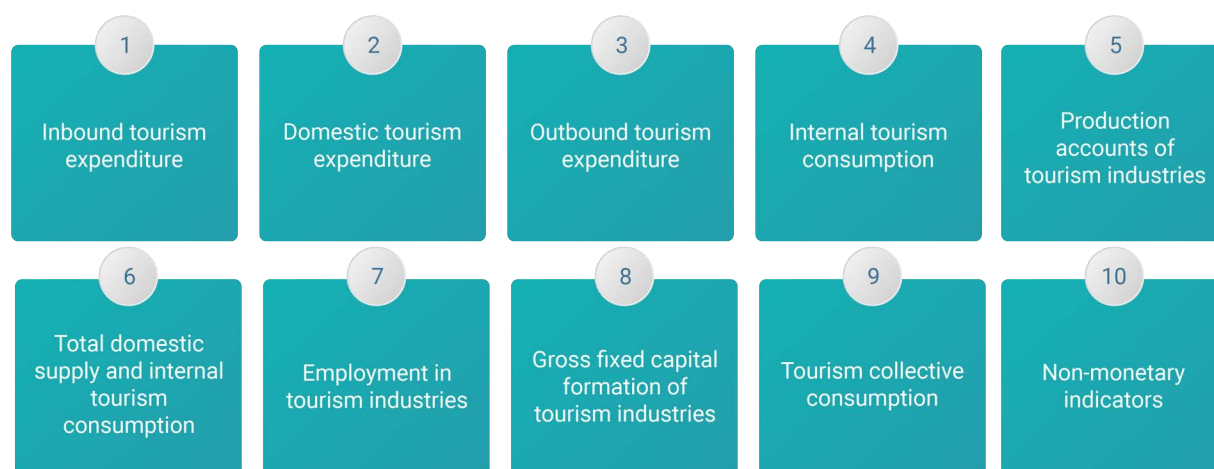 1
Inbound tourism
expenditure
2
Domestic tourism
expenditure
3
Outbound tourism
expenditure
4
Internal tourism
consumption
5
Production
accounts of
tourism industries
6
Total domestic
supply and internal
tourism
consumption
7
Employment in
tourism industries
8
Gross fixed capital
formation of
tourism industries
9
Tourism collective
consumption
10
Non-monetary
indicators